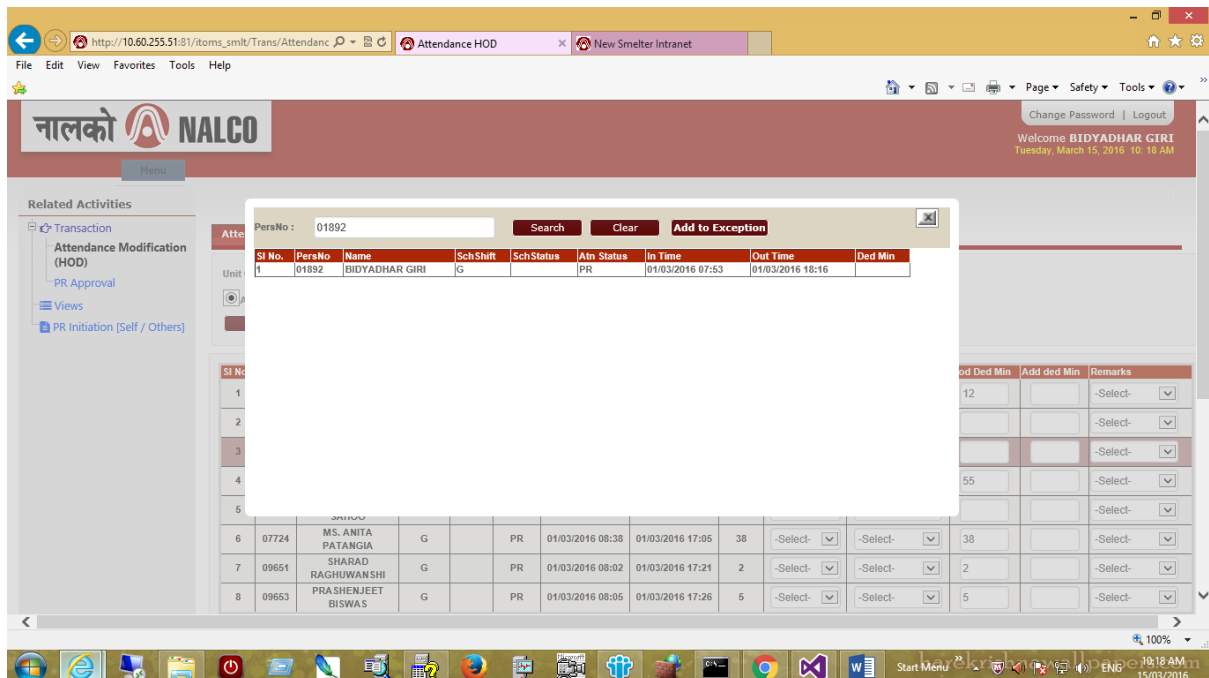 http://10.60.255.51:81/itoms_smlt/Trans/Attendanc
Attendance HOD
New Smelter Intranet
File Edit View Favorites Tools Help
Page Safety Tools
नालको NALCO
Change Password | Logout
Welcome BIDYADHAR GIRI
Tuesday, March 15, 2016 10: 18 AM
Menu
Related Activities
Transaction
Attendance Modification
(HOD)
PR Approval
Views
PR Initiation [Self / Others]
Atte
Unit
PersNo : 01892 Search Clear Add to Exception X
Sl No. PersNo Name SchShift SchStatus Atn Status In Time Out Time Ded Min
1 01892 BIDYADHAR GIRI G PR 01/03/2016 07:53 01/03/2016 18:16
Sl No od Ded Min Add ded Min Remarks
1 12 -Select-
2 -Select-
3 -Select-
4 55 -Select-
5 SAHOO -Select-
6 07724 MS. ANITA PATANGIA G PR 01/03/2016 08:38 01/03/2016 17:05 38 -Select- -Select- 38 -Select-
7 09651 SHARAD RAGHUWANSHI G PR 01/03/2016 08:02 01/03/2016 17:21 2 -Select- -Select- 2 -Select-
8 09653 PRASHENJEET BISWAS G PR 01/03/2016 08:05 01/03/2016 17:26 5 -Select- -Select- 5 -Select-
100%
Start Menu ENG 10:18 AM
15/03/2016